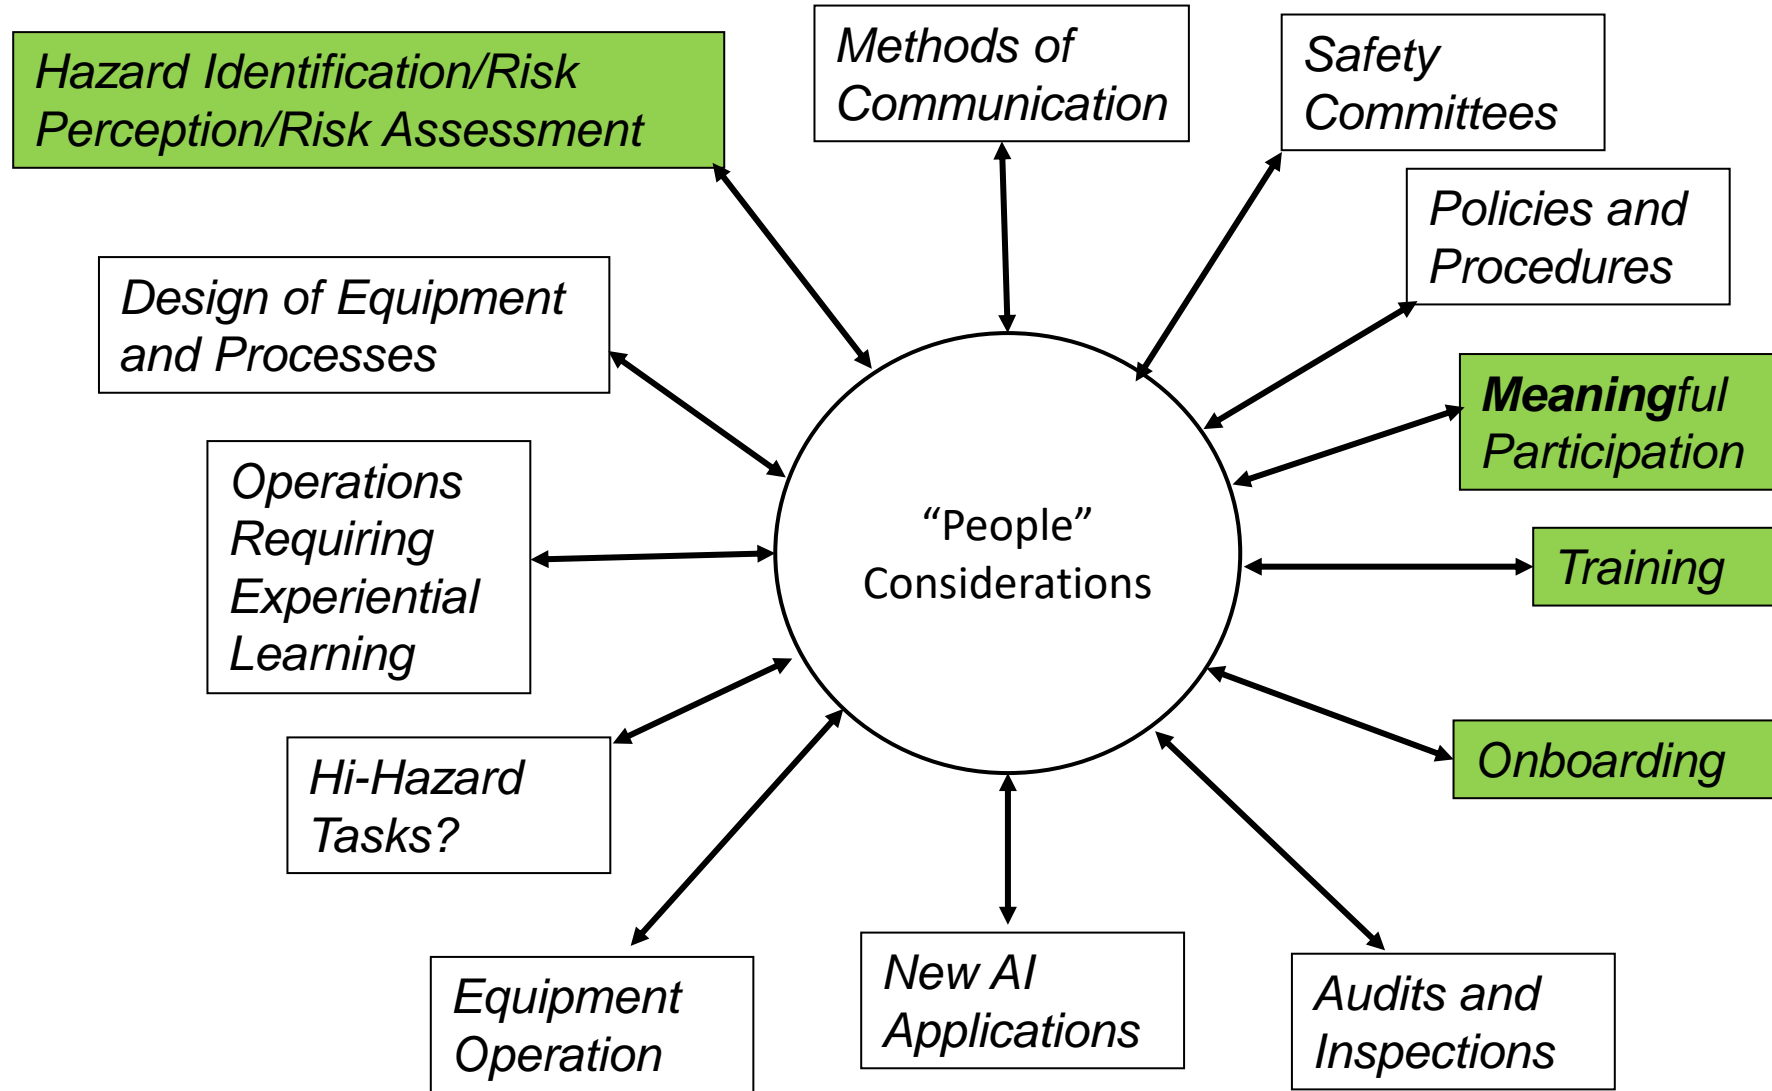 Hazard Identification/Risk
Perception/Risk Assessment
Methods of
Communication
Safety
Committees
Policies and
Procedures
Design of Equipment
and Processes
Meaningful
Participation
Operations
Requiring
Experiential
Learning
“People”
Considerations
Training
Onboarding
Hi-Hazard
Tasks?
Equipment
Operation
New AI
Applications
Audits and
Inspections